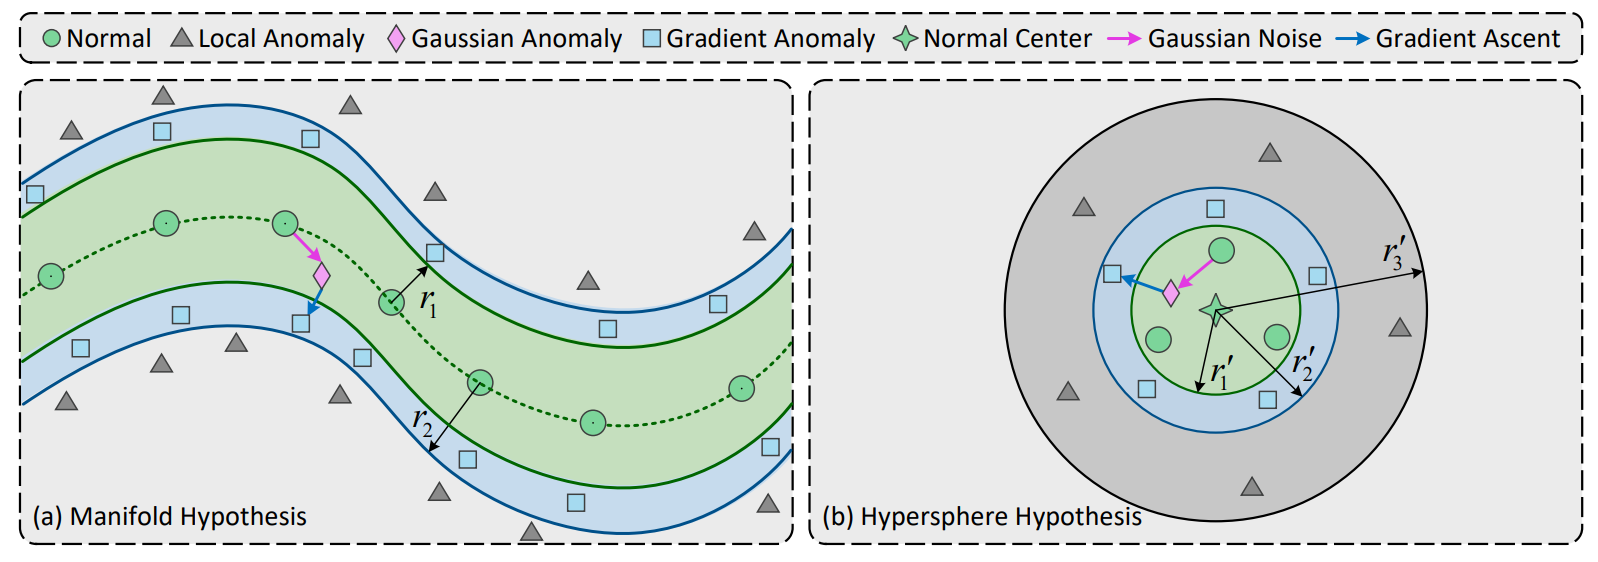 Normal Local Anomaly Gaussian Anomaly Gradient Anomaly Normal Center Gaussian Noise Gradient Ascent
r1
r2
(a) Manifold Hypothesis
r3′
r1′
r2′
(b) Hypersphere Hypothesis